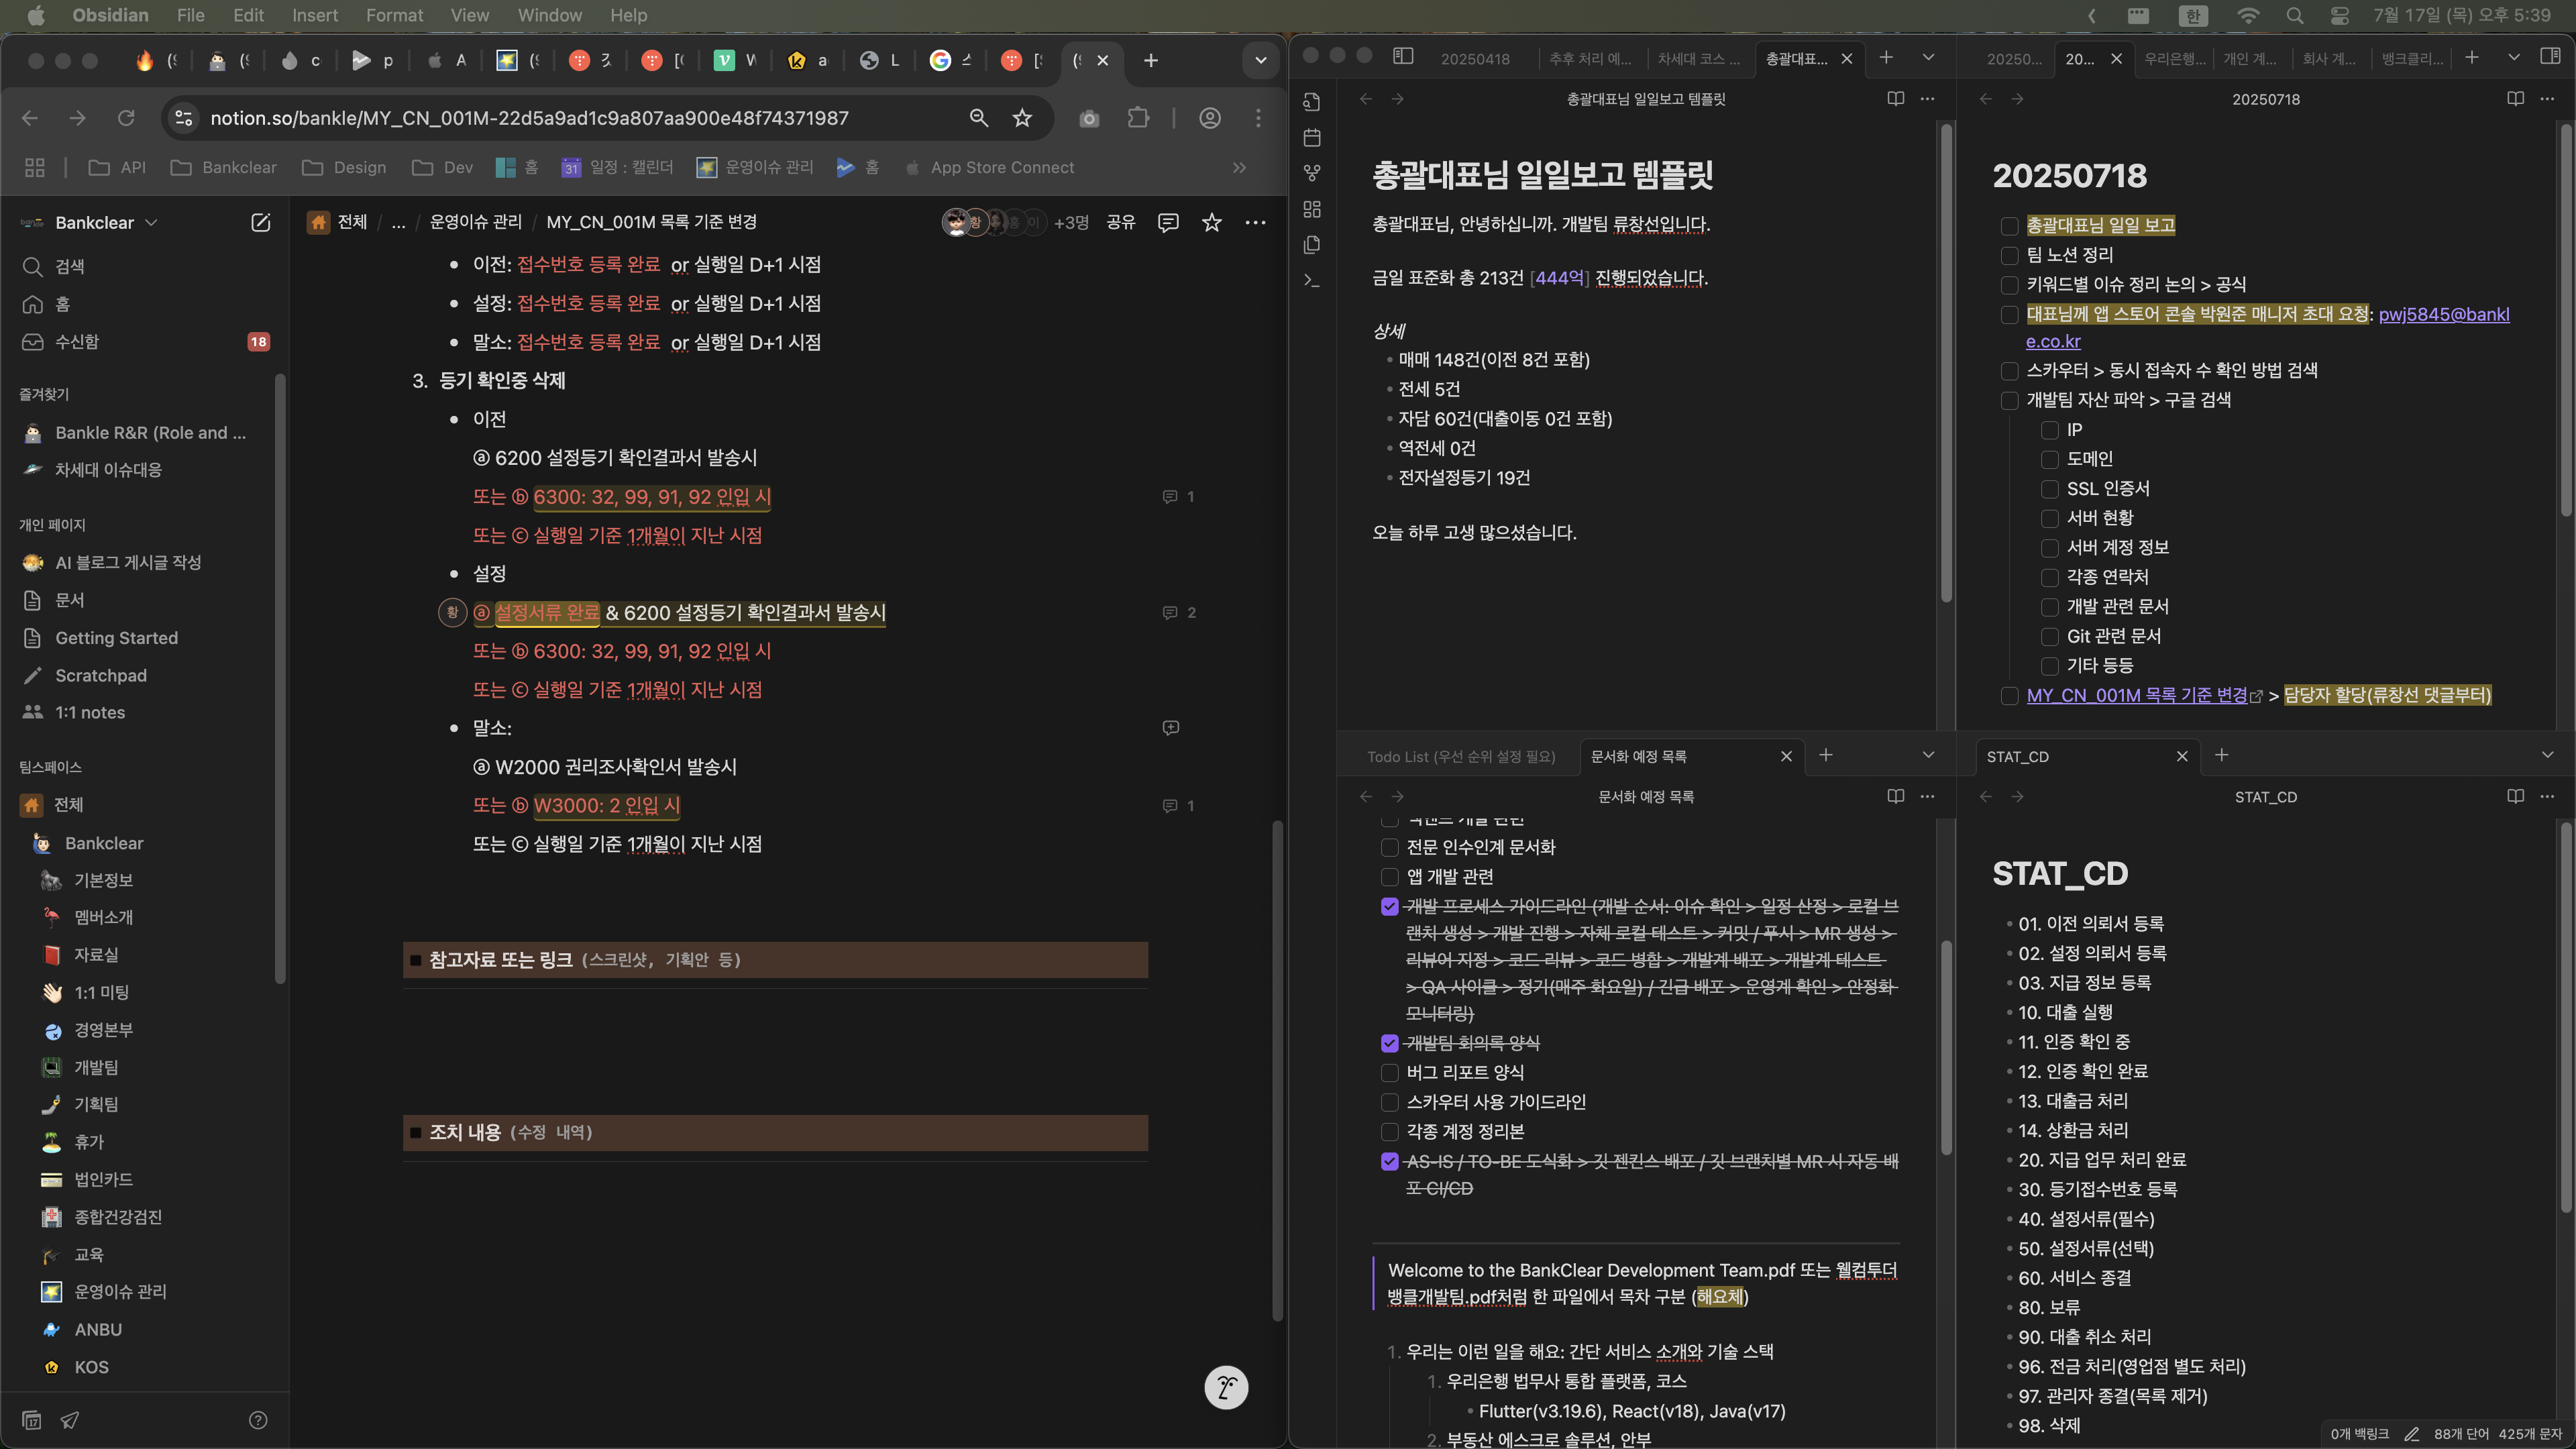 Obsidian File Edit Insert Format View Window Help
한 7월 17일 (목) 오후 5:39
notion.so/bankle/MY_CN_001M-22d5a9ad1c9a807aa900e48f74371987
API Bankclear Design Dev 홈 일정 : 캘린더 운영이슈 관리 홈 App Store Connect
Bankclear
검색
홈
수신함 18
즐겨찾기
Bankle R&R (Role and ...
차세대 이슈대응
개인 페이지
AI 블로그 게시글 작성
문서
Getting Started
Scratchpad
1:1 notes
팀스페이스
전체
Bankclear
기본정보
멤버소개
자료실
1:1 미팅
경영본부
개발팀
기획팀
휴가
법인카드
종합건강검진
교육
운영이슈 관리
ANBU
KOS
전체 / ... / 운영이슈 관리 / MY_CN_001M 목록 기준 변경
+3명 공유
이전: 접수번호 등록 완료 or 실행일 D+1 시점
설정: 접수번호 등록 완료 or 실행일 D+1 시점
말소: 접수번호 등록 완료 or 실행일 D+1 시점
3. 등기 확인중 삭제
이전
ⓐ 6200 설정등기 확인결과서 발송시
또는 ⓑ 6300: 32, 99, 91, 92 인입 시 1
또는 ⓒ 실행일 기준 1개월이 지난 시점
설정
황 ⓐ 설정서류 완료 & 6200 설정등기 확인결과서 발송시 2
또는 ⓑ 6300: 32, 99, 91, 92 인입 시
또는 ⓒ 실행일 기준 1개월이 지난 시점
말소:
ⓐ W2000 권리조사확인서 발송시
또는 ⓑ W3000: 2 인입 시 1
또는 ⓒ 실행일 기준 1개월이 지난 시점
■ 참고자료 또는 링크 (스크린샷, 기획안 등)
■ 조치 내용 (수정 내역)
20250418 추후 처리 예... 차세대 코스 ... 총괄대표...
총괄대표님 일일보고 템플릿
총괄대표님 일일보고 템플릿
총괄대표님, 안녕하십니까. 개발팀 류창선입니다.
금일 표준화 총 213건 [444억] 진행되었습니다.
상세
매매 148건(이전 8건 포함)
전세 5건
자담 60건(대출이동 0건 포함)
역전세 0건
전자설정등기 19건
오늘 하루 고생 많으셨습니다.
20250... 20... 우리은행... 개인 계... 회사 계... 뱅크클리...
20250718
20250718
총괄대표님 일일 보고
팀 노션 정리
키워드별 이슈 정리 논의 > 공식
대표님께 앱 스토어 콘솔 박원준 매니저 초대 요청: pwj5845@bankl
e.co.kr
스카우터 > 동시 접속자 수 확인 방법 검색
개발팀 자산 파악 > 구글 검색
IP
도메인
SSL 인증서
서버 현황
서버 계정 정보
각종 연락처
개발 관련 문서
Git 관련 문서
기타 등등
MY_CN_001M 목록 기준 변경 > 담당자 할당(류창선 댓글부터)
Todo List (우선 순위 설정 필요) 문서화 예정 목록
문서화 예정 목록
전문 인수인계 문서화
앱 개발 관련
개발 프로세스 가이드라인 (개발 순서: 이슈 확인 > 일정 산정 > 로컬 브
랜치 생성 > 개발 진행 > 자체 로컬 테스트 > 커밋 / 푸시 > MR 생성 >
리뷰어 지정 > 코드 리뷰 > 코드 병합 > 개발계 배포 > 개발계 테스트
> QA 사이클 > 정기(매주 화요일) / 긴급 배포 > 운영계 확인 > 안정화
모니터링)
개발팀 회의록 양식
버그 리포트 양식
스카우터 사용 가이드라인
각종 계정 정리본
AS-IS / TO-BE 도식화 > 깃 젠킨스 배포 / 깃 브랜치별 MR 시 자동 배
포 CI/CD
Welcome to the BankClear Development Team.pdf 또는 웰컴투더
뱅클개발팀.pdf처럼 한 파일에서 목차 구분 (해요체)
1. 우리는 이런 일을 해요: 간단 서비스 소개와 기술 스택
1. 우리은행 법무사 통합 플랫폼, 코스
Flutter(v3.19.6), React(v18), Java(v17)
2. 부동산 에스크로 솔루션, 안부
STAT_CD
STAT_CD
STAT_CD
01. 이전 의뢰서 등록
02. 설정 의뢰서 등록
03. 지급 정보 등록
10. 대출 실행
11. 인증 확인 중
12. 인증 확인 완료
13. 대출금 처리
14. 상환금 처리
20. 지급 업무 처리 완료
30. 등기접수번호 등록
40. 설정서류(필수)
50. 설정서류(선택)
60. 서비스 종결
80. 보류
90. 대출 취소 처리
96. 전금 처리(영업점 별도 처리)
97. 관리자 종결(목록 제거)
98. 삭제
0개 백링크 88개 단어 425개 문자